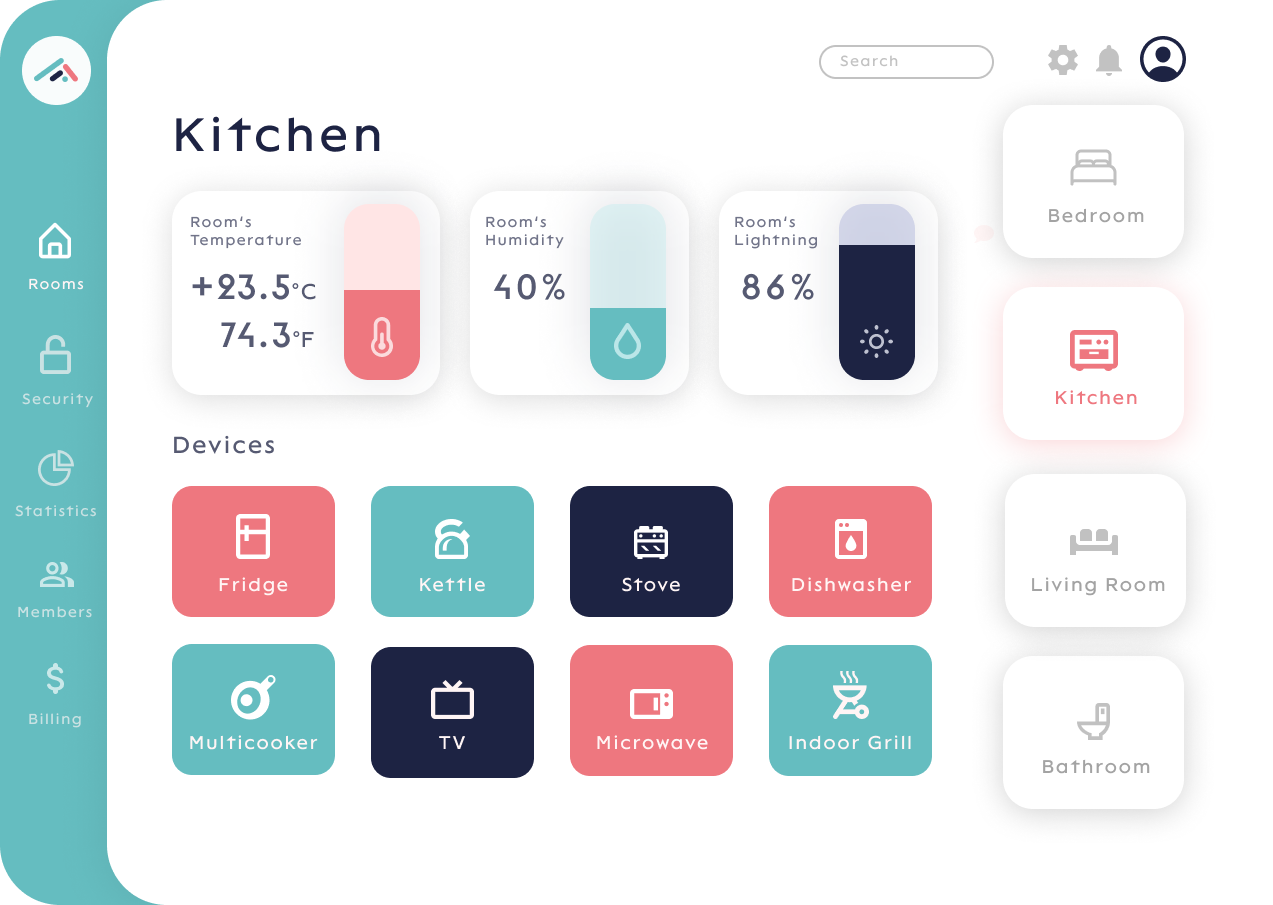 Search
Kitchen
Room's
Temperature
+23.5°C
74.3°F
Room's
Humidity
40%
Room's
Lightning
86%
Devices
Fridge
Kettle
Stove
Dishwasher
Multicooker
TV
Microwave
Indoor Grill
Rooms
Security
Statistics
Members
$
Billing
Bedroom
Kitchen
Living Room
Bathroom